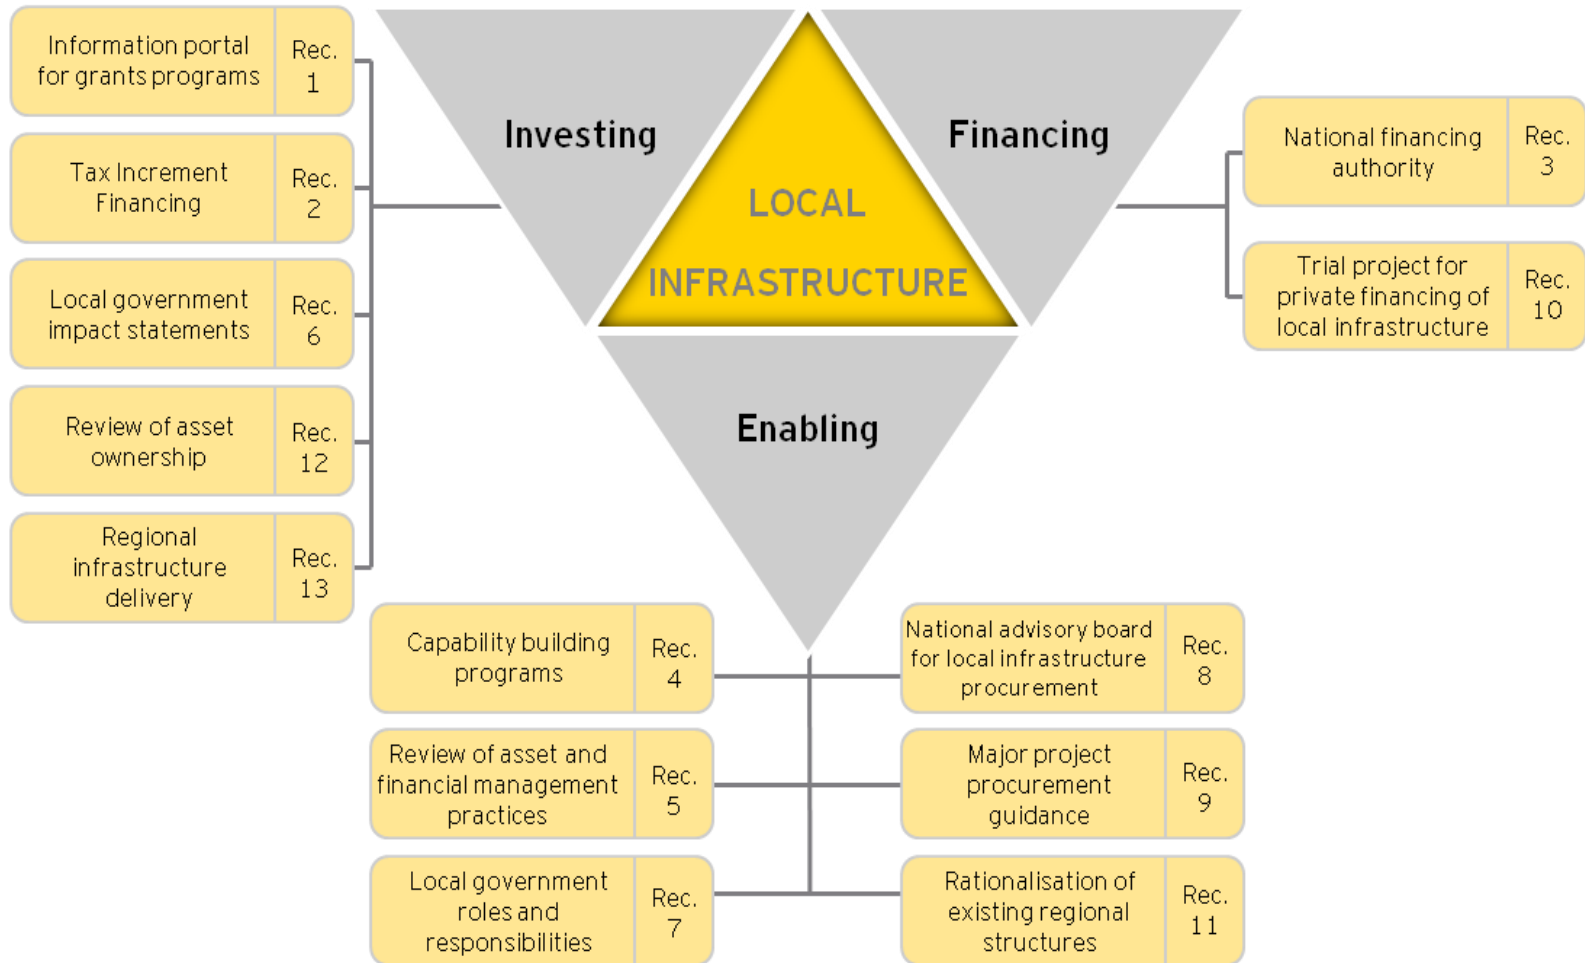 Information portal
for grants programs
Rec.
1
Tax Increment
Financing
Rec.
2
Local government
impact statements
Rec.
6
Review of asset
ownership
Rec.
12
Regional
infrastructure
delivery
Rec.
13
Investing
LOCAL
INFRASTRUCTURE
Financing
Enabling
National financing
authority
Rec.
3
Trial project for
private financing of
local infrastructure
Rec.
10
Capability building
programs
Rec.
4
Review of asset and
financial management
practices
Rec.
5
Local government
roles and
responsibilities
Rec.
7
National advisory board
for local infrastructure
procurement
Rec.
8
Major project
procurement
guidance
Rec.
9
Rationalisation of
existing regional
structures
Rec.
11